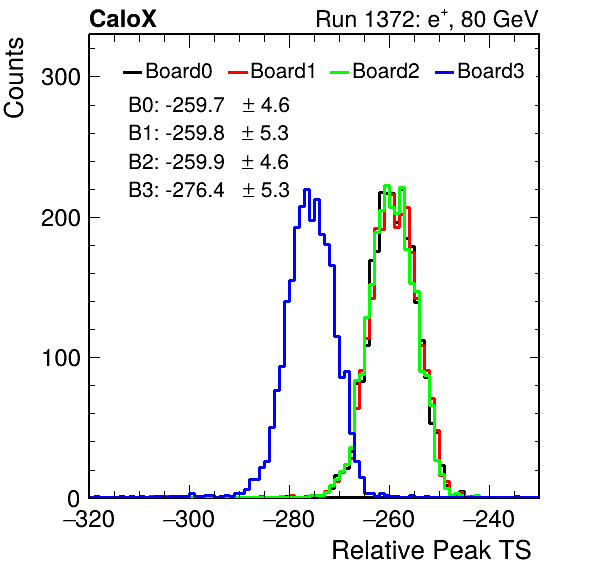 CaloX Run 1372: e⁺, 80 GeV
Counts
Board0 Board1 Board2 Board3
B0: -259.7 ± 4.6
B1: -259.8 ± 5.3
B2: -259.9 ± 4.6
B3: -276.4 ± 5.3
300
200
100
0
−320 −300 −280 −260 −240
Relative Peak TS